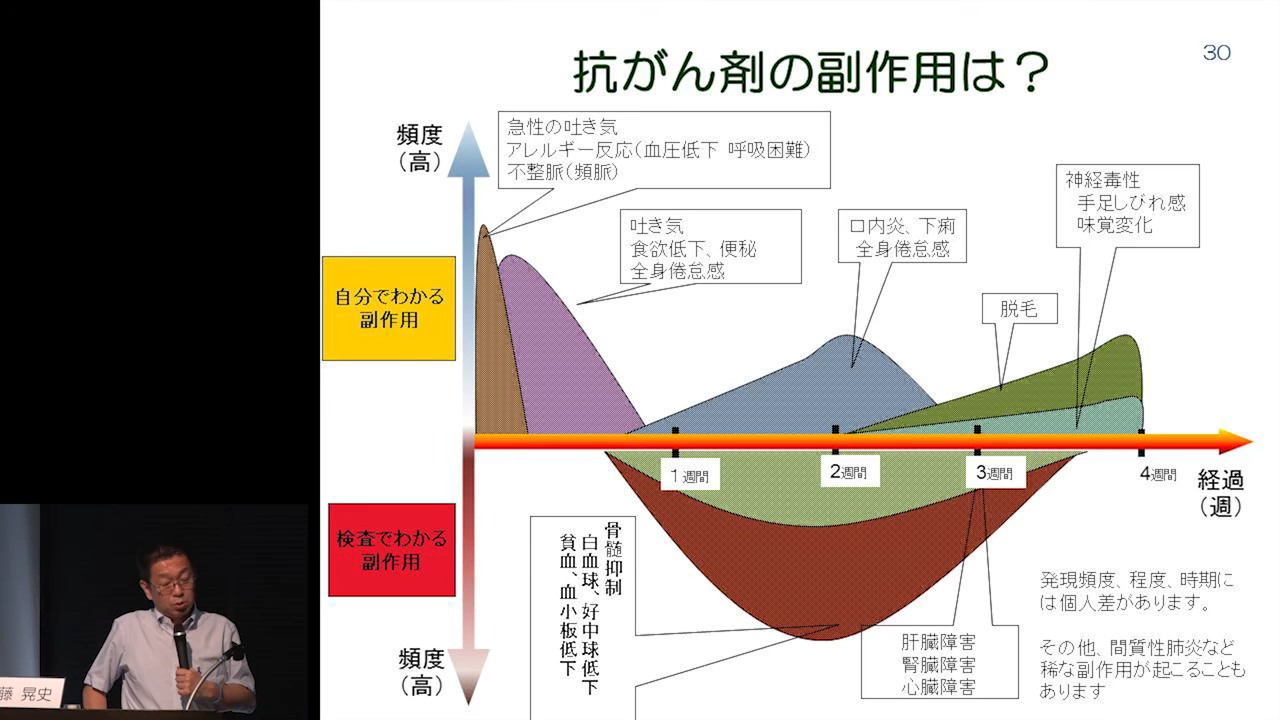 30
抗がん剤の副作用は？
頻度
（高）
急性の吐き気
アレルギー反応（血圧低下 呼吸困難）
不整脈（頻脈）
吐き気
食欲低下、便秘
全身倦怠感
口内炎、下痢
全身倦怠感
神経毒性
手足しびれ感
味覚変化
脱毛
自分でわかる
副作用
1週間
2週間
3週間
4週間
経過
（週）
検査でわかる
副作用
骨髄抑制
白血球、好中球低下
貧血、血小板低下
肝臓障害
腎臓障害
心臓障害
頻度
（高）
発現頻度、程度、時期に
は個人差があります。
その他、間質性肺炎など
稀な副作用が起こることも
あります
藤 晃史